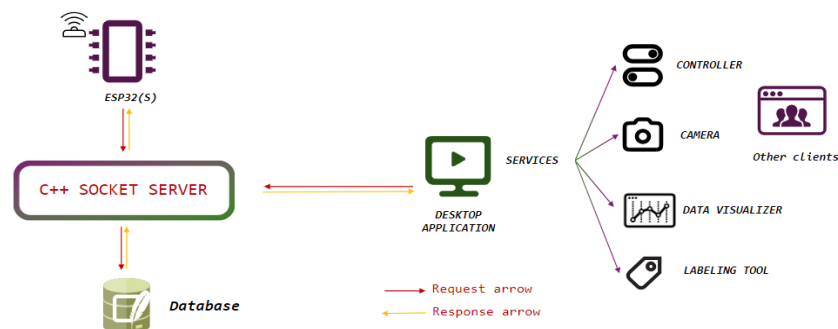 ESP32(S)
C++ SOCKET SERVER
Database
DESKTOP
APPLICATION
SERVICES
CONTROLLER
CAMERA
DATA VISUALIZER
LABELING TOOL
Other clients
Request arrow
Response arrow